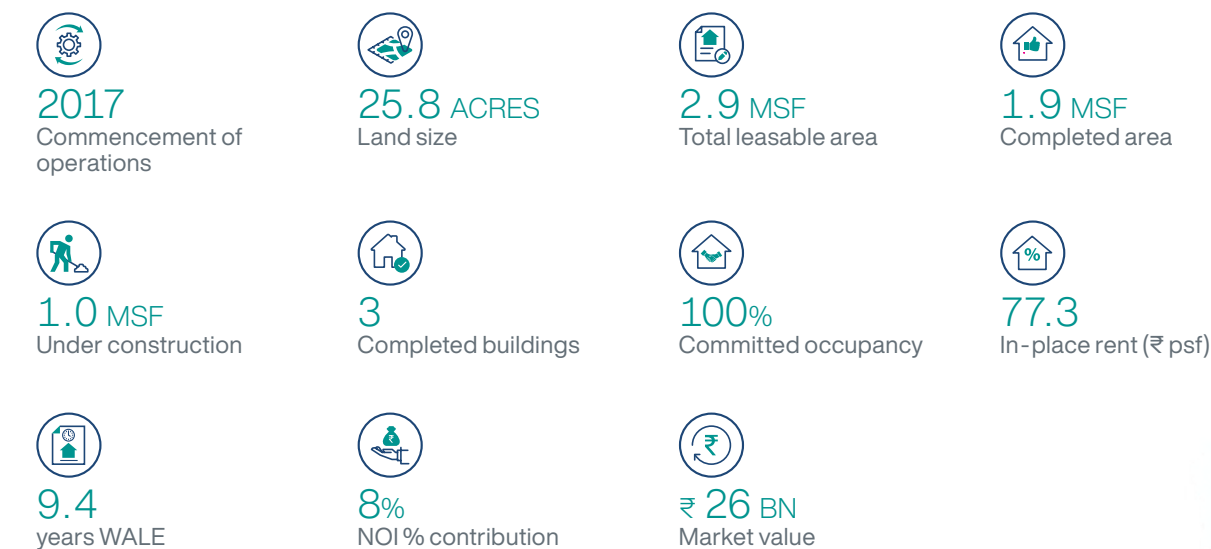 2017
Commencement of
operations
25.8 ACRES
Land size
2.9 MSF
Total leasable area
1.9 MSF
Completed area
1.0 MSF
Under construction
3
Completed buildings
100%
Committed occupancy
%
77.3
In-place rent (₹ psf)
9.4
years WALE
₹
8%
NOI % contribution
₹
₹ 26 BN
Market value